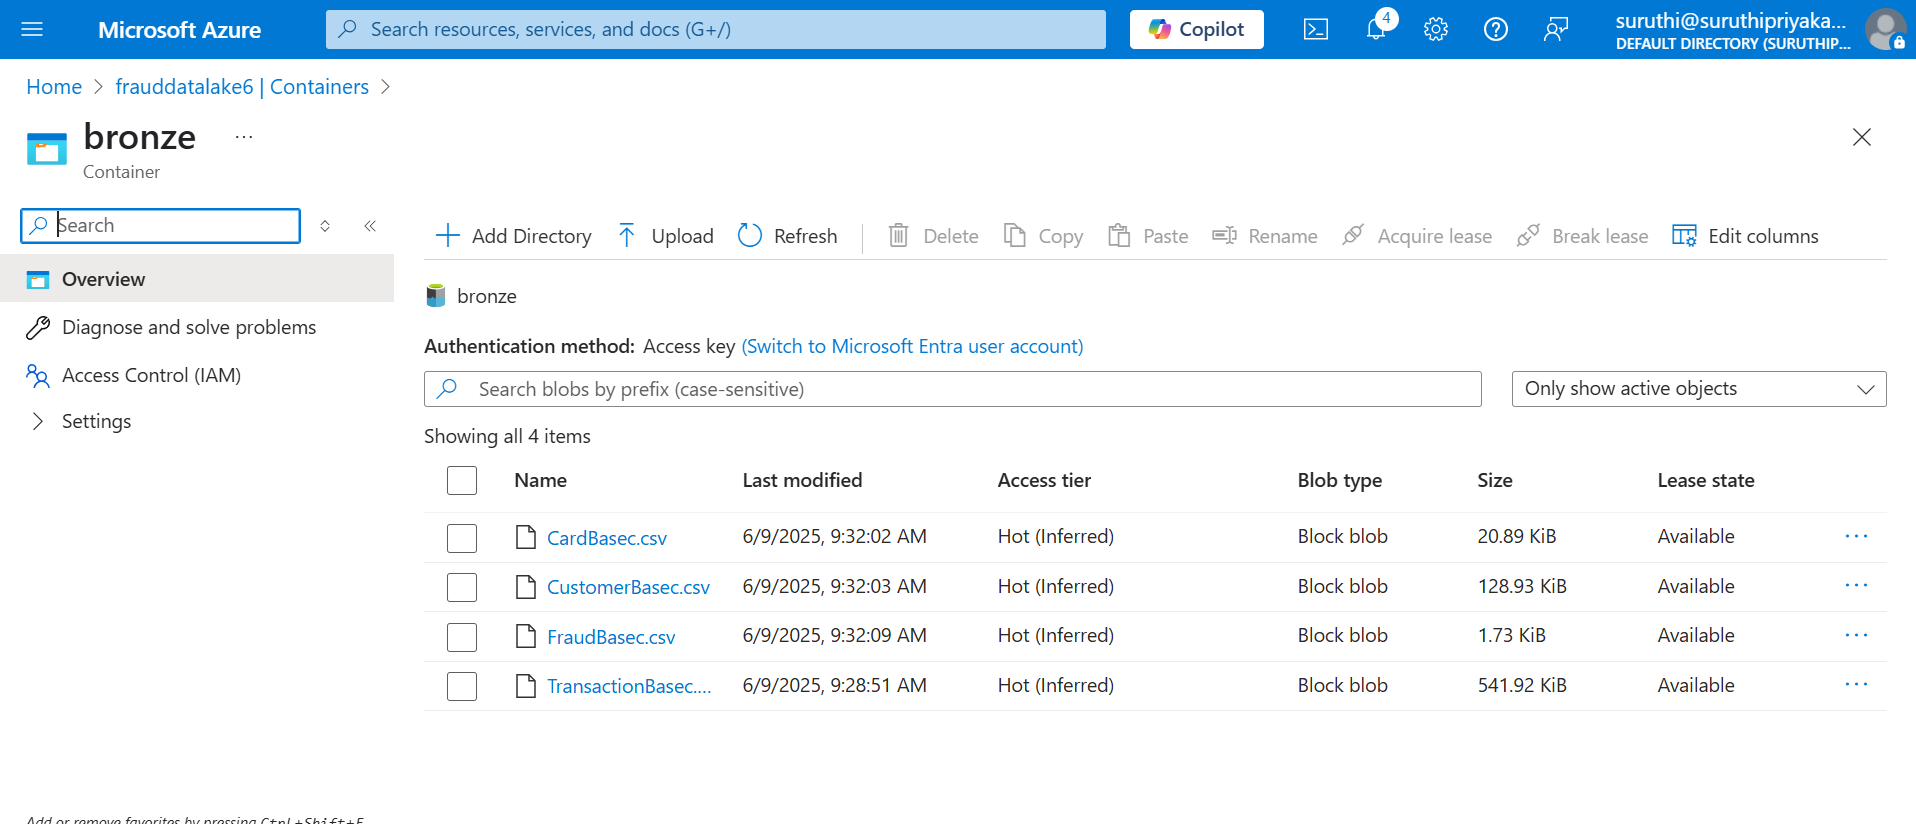 Microsoft Azure
Search resources, services, and docs (G+/)
Copilot
4
suruthi@suruthipriyaka...
DEFAULT DIRECTORY (SURUTHIP...
Home > frauddatalake6 | Containers >
bronze ...
Container
Search
Add Directory Upload Refresh Delete Copy Paste Rename Acquire lease Break lease Edit columns
Overview
Diagnose and solve problems
Access Control (IAM)
Settings
bronze
Authentication method: Access key (Switch to Microsoft Entra user account)
Search blobs by prefix (case-sensitive)
Only show active objects
Showing all 4 items
Name Last modified Access tier Blob type Size Lease state
CardBasec.csv 6/9/2025, 9:32:02 AM Hot (Inferred) Block blob 20.89 KiB Available ...
CustomerBasec.csv 6/9/2025, 9:32:03 AM Hot (Inferred) Block blob 128.93 KiB Available ...
FraudBasec.csv 6/9/2025, 9:32:09 AM Hot (Inferred) Block blob 1.73 KiB Available ...
TransactionBasec.... 6/9/2025, 9:28:51 AM Hot (Inferred) Block blob 541.92 KiB Available ...
Add or remove favorites by pressing Ctrl+Shift+F